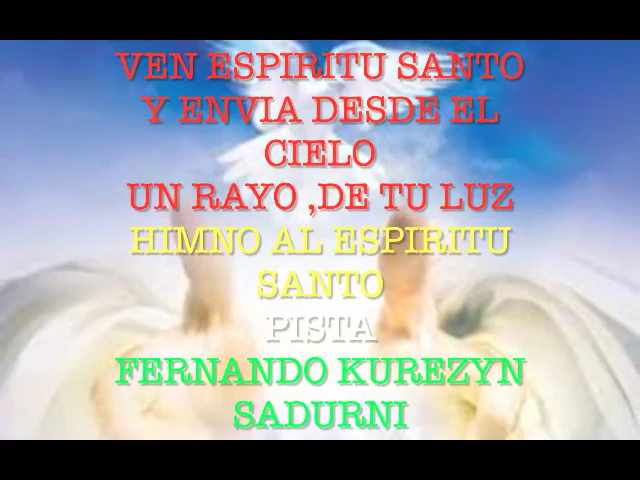 VEN ESPIRITU SANTO
Y ENVIA DESDE EL
CIELO
UN RAYO ,DE TU LUZ
HIMNO AL ESPIRITU
SANTO
PISTA
FERNANDO KUREZYN
SADURNI